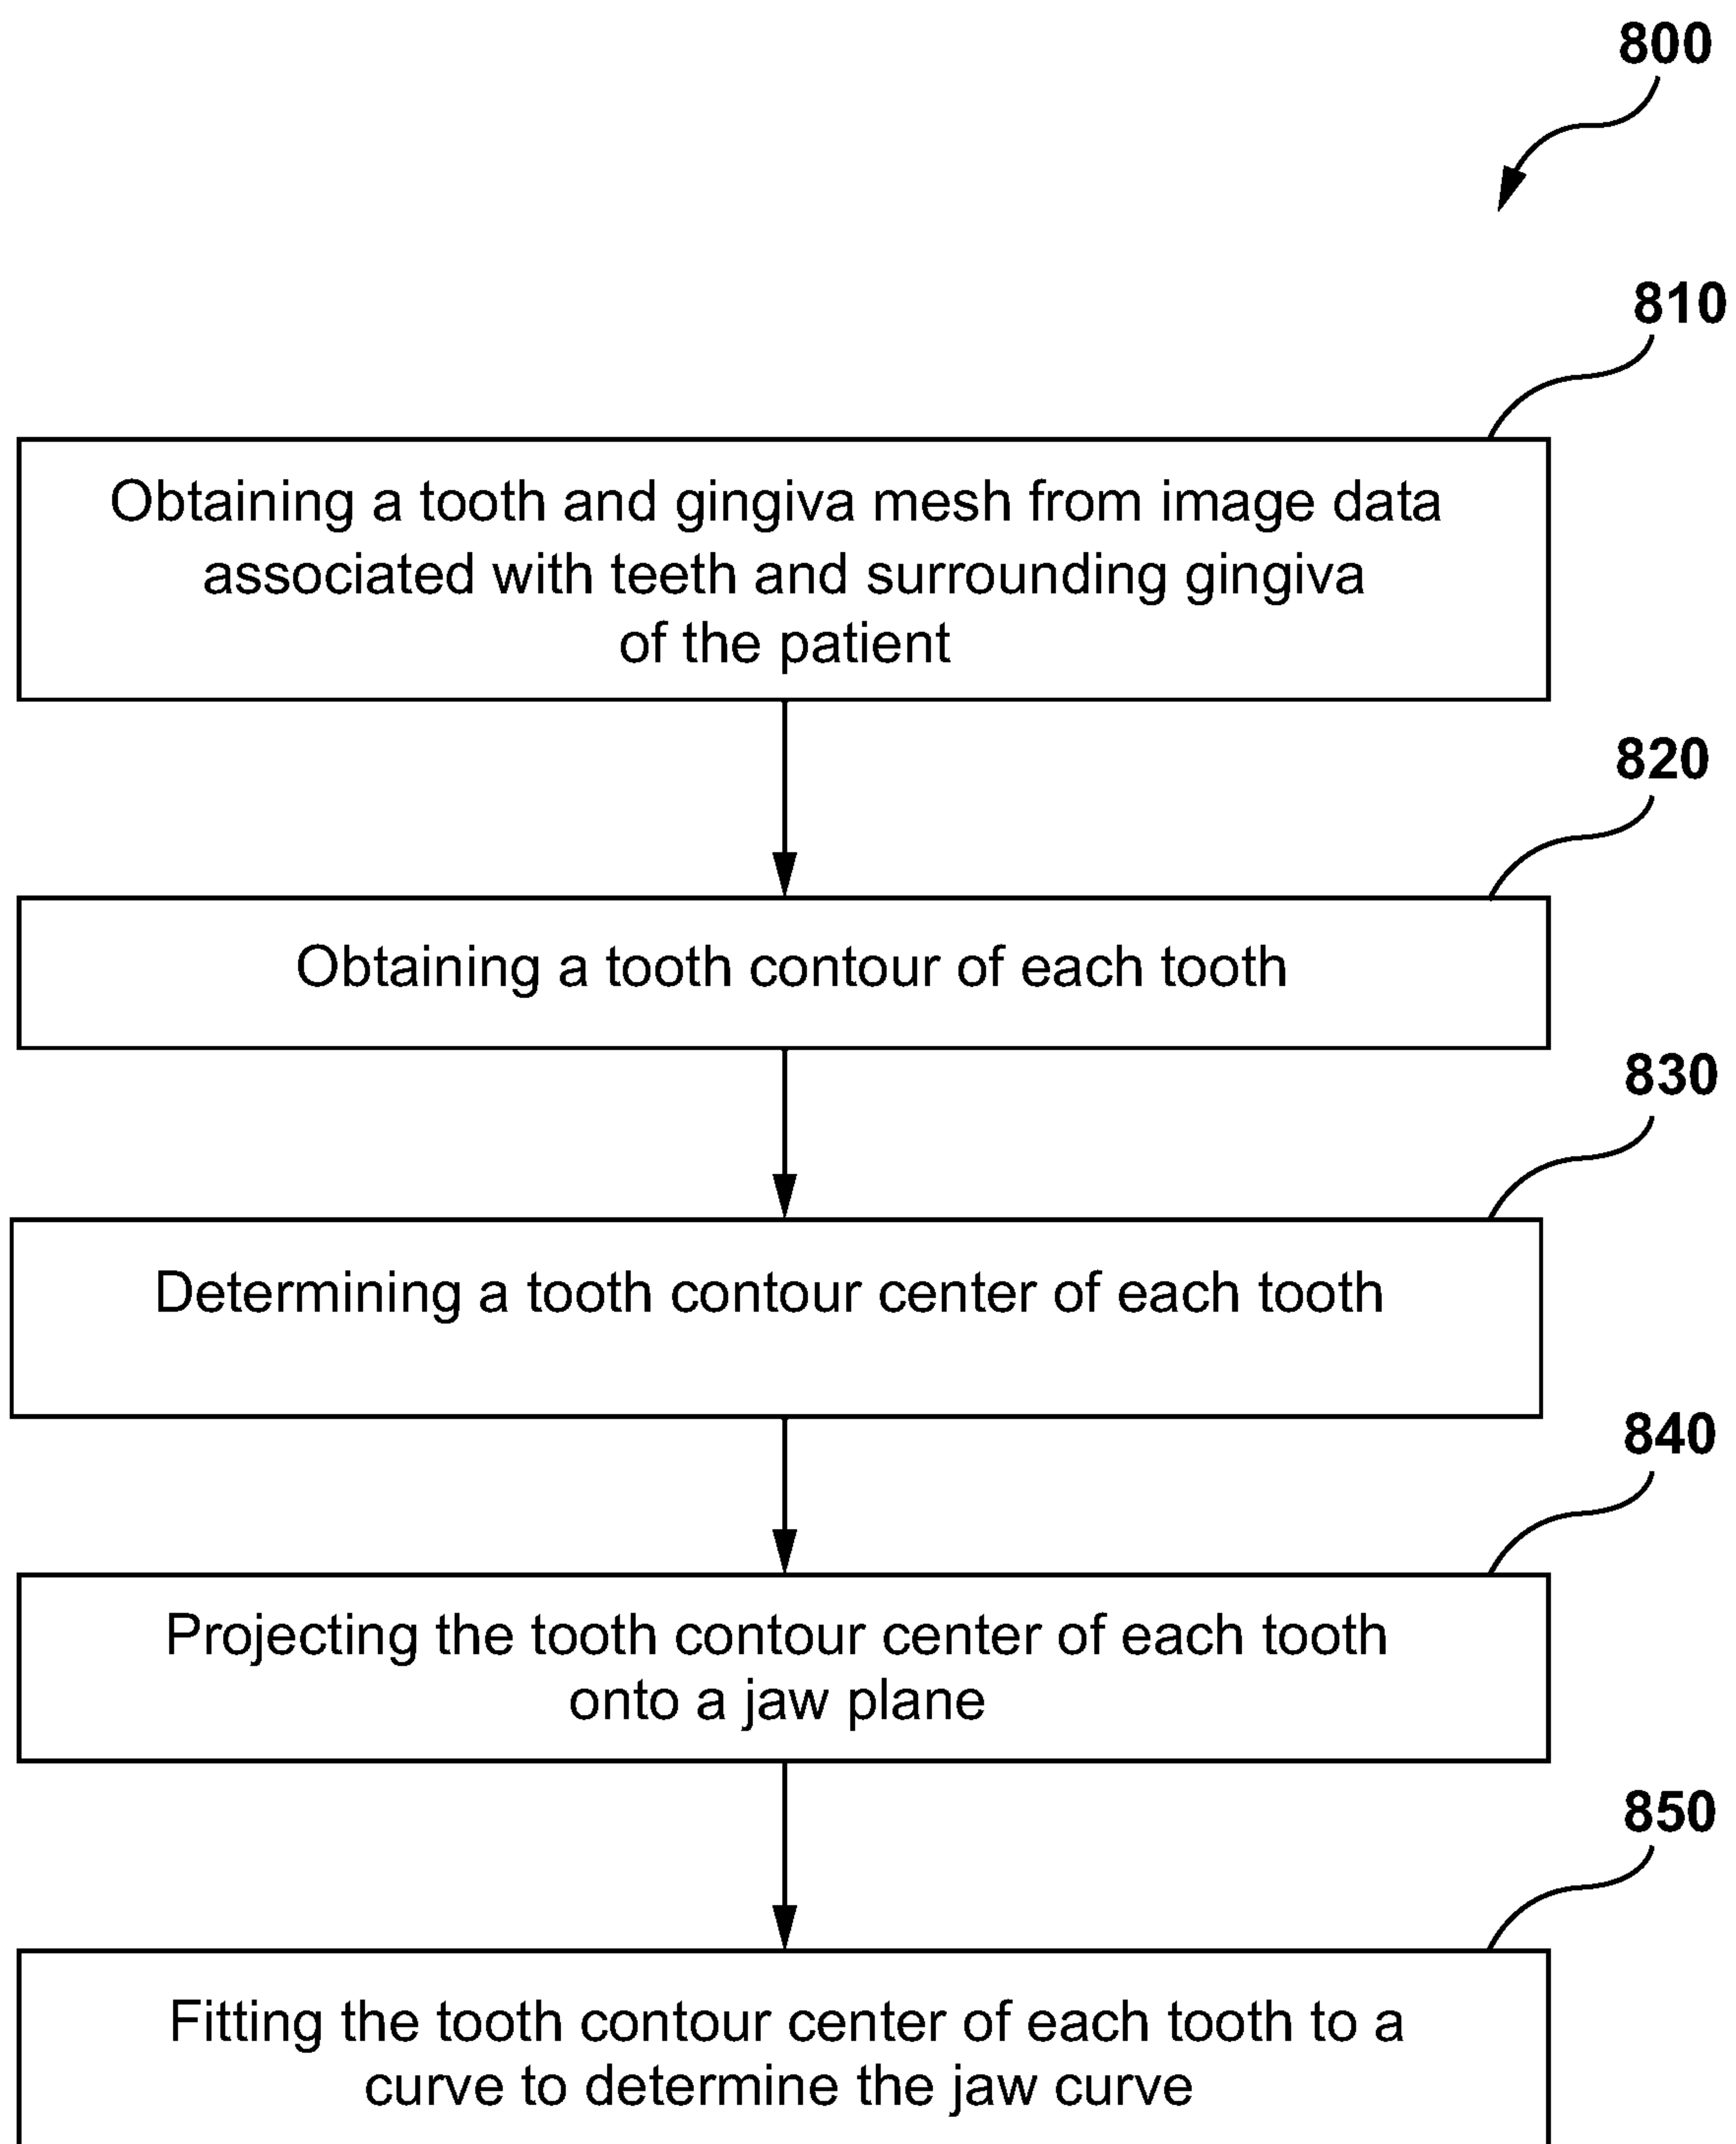 800
810
Obtaining a tooth and gingiva mesh from image data
associated with teeth and surrounding gingiva
of the patient
820
Obtaining a tooth contour of each tooth
830
Determining a tooth contour center of each tooth
840
Projecting the tooth contour center of each tooth
onto a jaw plane
850
Fitting the tooth contour center of each tooth to a
curve to determine the jaw curve